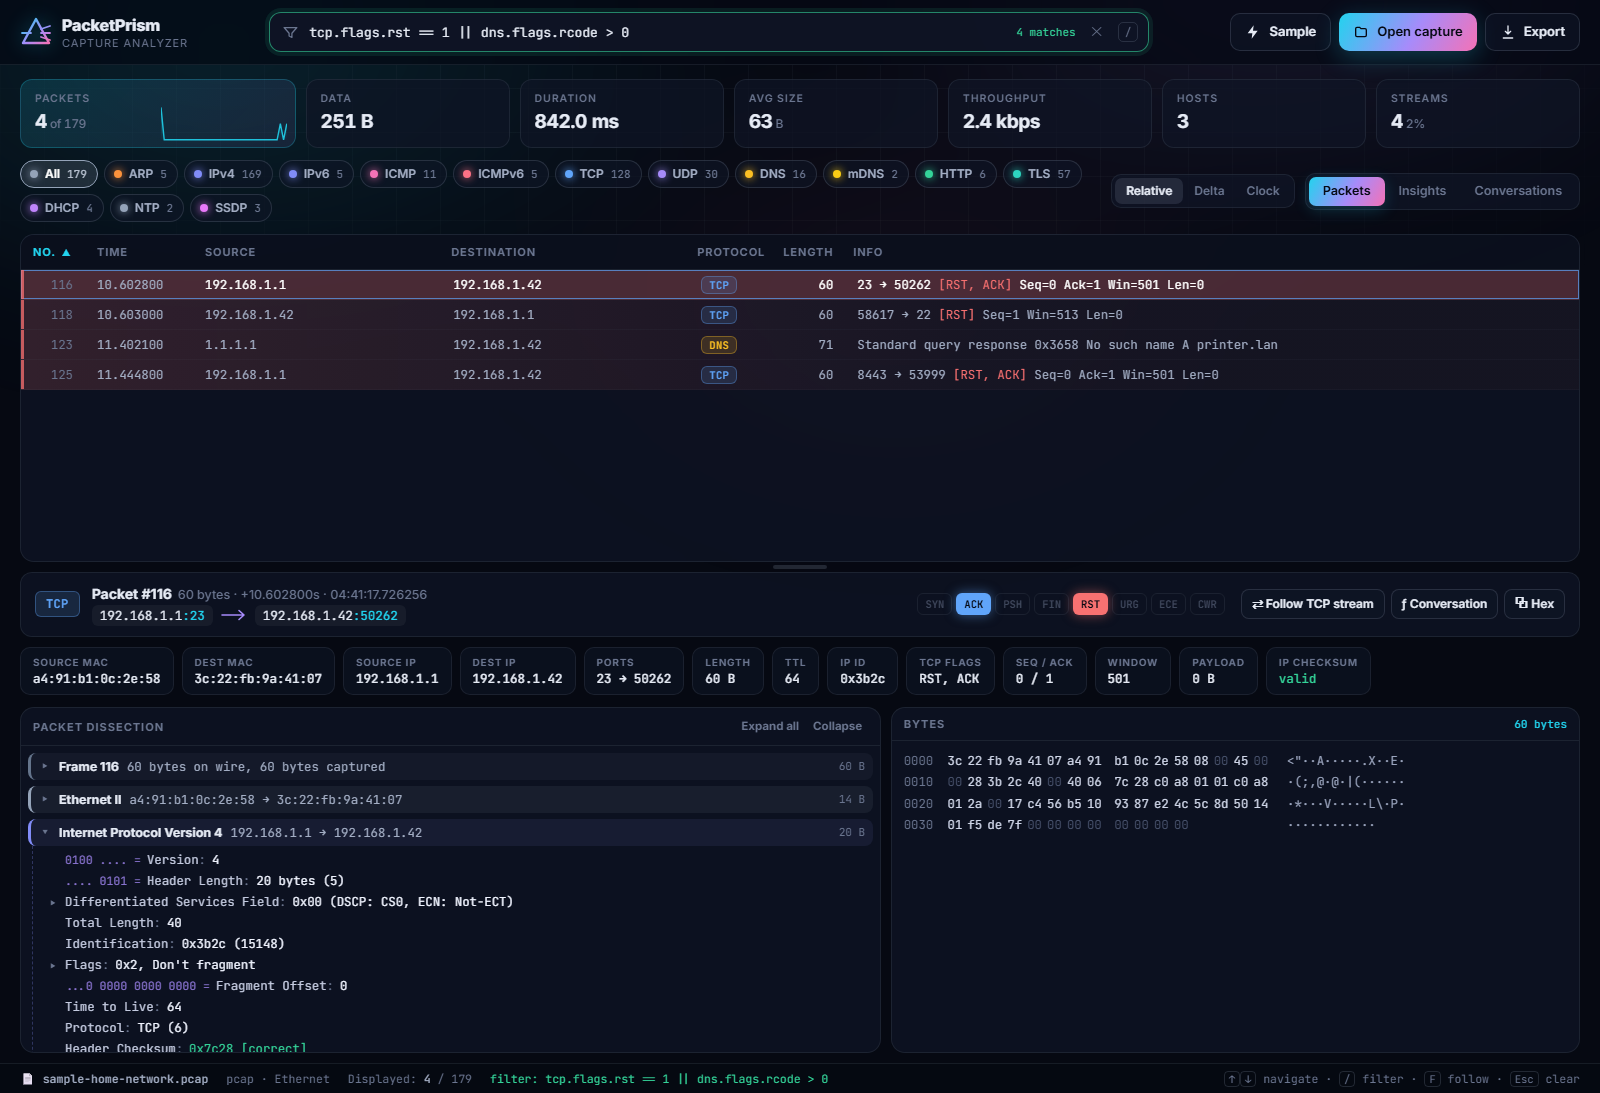 PacketPrism
CAPTURE ANALYZER
tcp.flags.rst == 1 || dns.flags.rcode > 0
4 matches
/
Sample
Open capture
Export
PACKETS
4 of 179
DATA
251 B
DURATION
842.0 ms
AVG SIZE
63 B
THROUGHPUT
2.4 kbps
HOSTS
3
STREAMS
4 2%
All 179
ARP 5
IPv4 169
IPv6 5
ICMP 11
ICMPv6 5
TCP 128
UDP 30
DNS 16
mDNS 2
HTTP 6
TLS 57
DHCP 4
NTP 2
SSDP 3
Relative Delta Clock
Packets Insights Conversations
NO. ▲ TIME SOURCE DESTINATION PROTOCOL LENGTH INFO
116 10.602800 192.168.1.1 192.168.1.42 TCP 60 23 → 50262 [RST, ACK] Seq=0 Ack=1 Win=501 Len=0
118 10.603000 192.168.1.42 192.168.1.1 TCP 60 58617 → 22 [RST] Seq=1 Win=513 Len=0
123 11.402100 1.1.1.1 192.168.1.42 DNS 71 Standard query response 0x3658 No such name A printer.lan
125 11.444800 192.168.1.1 192.168.1.42 TCP 60 8443 → 53999 [RST, ACK] Seq=0 Ack=1 Win=501 Len=0
TCP
Packet #116 60 bytes · +10.602800s · 04:41:17.726256
192.168.1.1:23 → 192.168.1.42:50262
SYN ACK PSH FIN RST URG ECE CWR
⇄ Follow TCP stream
ƒ Conversation
Hex
SOURCE MAC
a4:91:b1:0c:2e:58
DEST MAC
3c:22:fb:9a:41:07
SOURCE IP
192.168.1.1
DEST IP
192.168.1.42
PORTS
23 → 50262
LENGTH
60 B
TTL
64
IP ID
0x3b2c
TCP FLAGS
RST, ACK
SEQ / ACK
0 / 1
WINDOW
501
PAYLOAD
0 B
IP CHECKSUM
valid
PACKET DISSECTION
Expand all Collapse
▸ Frame 116 60 bytes on wire, 60 bytes captured 60 B
▸ Ethernet II a4:91:b1:0c:2e:58 → 3c:22:fb:9a:41:07 14 B
▾ Internet Protocol Version 4 192.168.1.1 → 192.168.1.42 20 B
0100 .... = Version: 4
.... 0101 = Header Length: 20 bytes (5)
▸ Differentiated Services Field: 0x00 (DSCP: CS0, ECN: Not-ECT)
Total Length: 40
Identification: 0x3b2c (15148)
▸ Flags: 0x2, Don't fragment
...0 0000 0000 0000 = Fragment Offset: 0
Time to Live: 64
Protocol: TCP (6)
Header Checksum: 0x7c28 [correct]
BYTES
60 bytes
0000 3c 22 fb 9a 41 07 a4 91 b1 0c 2e 58 08 00 45 00 <"··A·····.X··E·
0010 00 28 3b 2c 40 00 40 06 7c 28 c0 a8 01 01 c0 a8 ·(;,@·@·|(······
0020 01 2a 00 17 c4 56 b5 10 93 87 e2 4c 5c 8d 50 14 ·*···V·····L\·P·
0030 01 f5 de 7f 00 00 00 00 00 00 00 00 ············
sample-home-network.pcap pcap · Ethernet Displayed: 4 / 179 filter: tcp.flags.rst == 1 || dns.flags.rcode > 0
↑ ↓ navigate · / filter · F follow · Esc clear